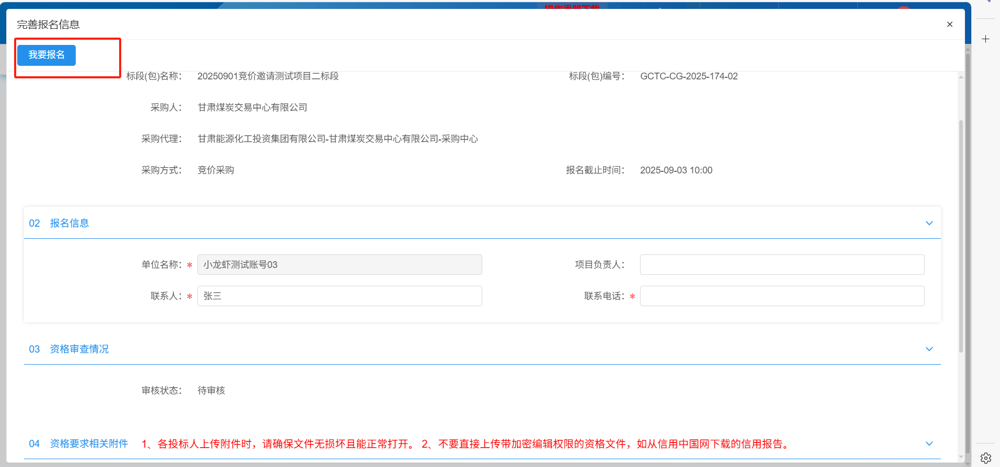 操作手册下载
完善报名信息
我要报名
标段(包)名称： 20250901竞价邀请测试项目二标段 标段(包)编号： GCTC-CG-2025-174-02
采购人： 甘肃煤炭交易中心有限公司
采购代理： 甘肃能源化工投资集团有限公司-甘肃煤炭交易中心有限公司-采购中心
采购方式： 竞价采购 报名截止时间： 2025-09-03 10:00
02 报名信息
单位名称：* 小龙虾测试账号03 项目负责人：
联系人：* 张三 联系电话：*
03 资格审查情况
审核状态： 待审核
04 资格要求相关附件 1、各投标人上传附件时，请确保文件无损坏且能正常打开。 2、不要直接上传带加密编辑权限的资格文件，如从信用中国网下载的信用报告。